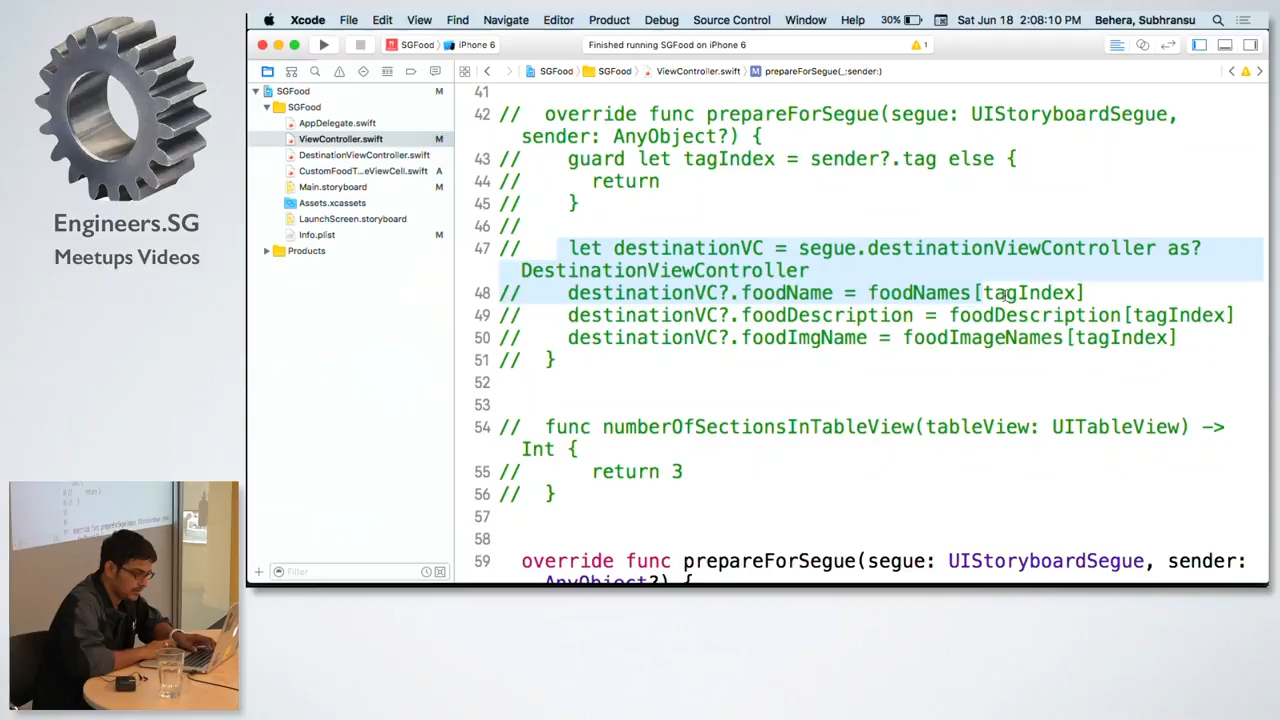 Xcode File Edit View Find Navigate Editor Product Debug Source Control Window Help 30% Sat Jun 18 2:08:10 PM Behera, Subhransu
SGFood iPhone 6 Finished running SGFood on iPhone 6 1
SGFood SGFood ViewController.swift M prepareForSegue(_:sender:)
SGFood M
SGFood
AppDelegate.swift
ViewController.swift M
DestinationViewController.swift
CustomFoodT...eViewCell.swift A
Main.storyboard M
Assets.xcassets
LaunchScreen.storyboard
Info.plist M
Products
Filter
41
42 // override func prepareForSegue(segue: UIStoryboardSegue,
sender: AnyObject?) {
43 // guard let tagIndex = sender?.tag else {
44 // return
45 // }
46 //
47 // let destinationVC = segue.destinationViewController as?
DestinationViewController
48 // destinationVC?.foodName = foodNames[tagIndex]
49 // destinationVC?.foodDescription = foodDescription[tagIndex]
50 // destinationVC?.foodImgName = foodImageNames[tagIndex]
51 // }
52
53
54 // func numberOfSectionsInTableView(tableView: UITableView) ->
Int {
55 // return 3
56 // }
57
58
59 override func prepareForSegue(segue: UIStoryboardSegue, sender:
AnyObject?) {
Engineers.SG
Meetups Videos